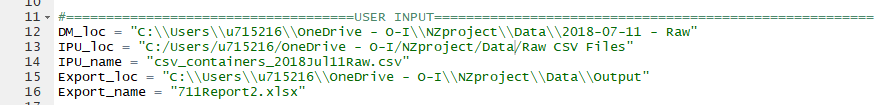 11 #===================================USER INPUT======================================================
12 DM_loc = "C:\\Users\\u715216\\OneDrive - O-I\\NZproject\\Data\\2018-07-11 - Raw"
13 IPU_loc = "C:/Users/u715216/OneDrive - O-I/NZproject/Data/Raw CSV Files"
14 IPU_name = "csv_containers_2018Jul11Raw.csv"
15 Export_loc = "C:\\Users\\u715216\\OneDrive - O-I\\NZproject\\Data\\Output"
16 Export_name = "711Report2.xlsx"